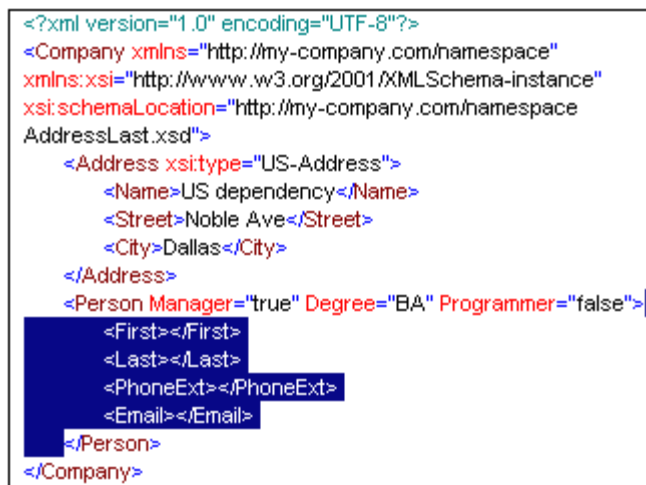 <?xml version="1.0" encoding="UTF-8"?>
<Company xmlns="http://my-company.com/namespace"
xmlns:xsi="http://www.w3.org/2001/XMLSchema-instance"
xsi:schemaLocation="http://my-company.com/namespace
AddressLast.xsd">
<Address xsi:type="US-Address">
<Name>US dependency</Name>
<Street>Noble Ave</Street>
<City>Dallas</City>
</Address>
<Person Manager="true" Degree="BA" Programmer="false">
<First></First>
<Last></Last>
<PhoneExt></PhoneExt>
<Email></Email>
</Person>
</Company>